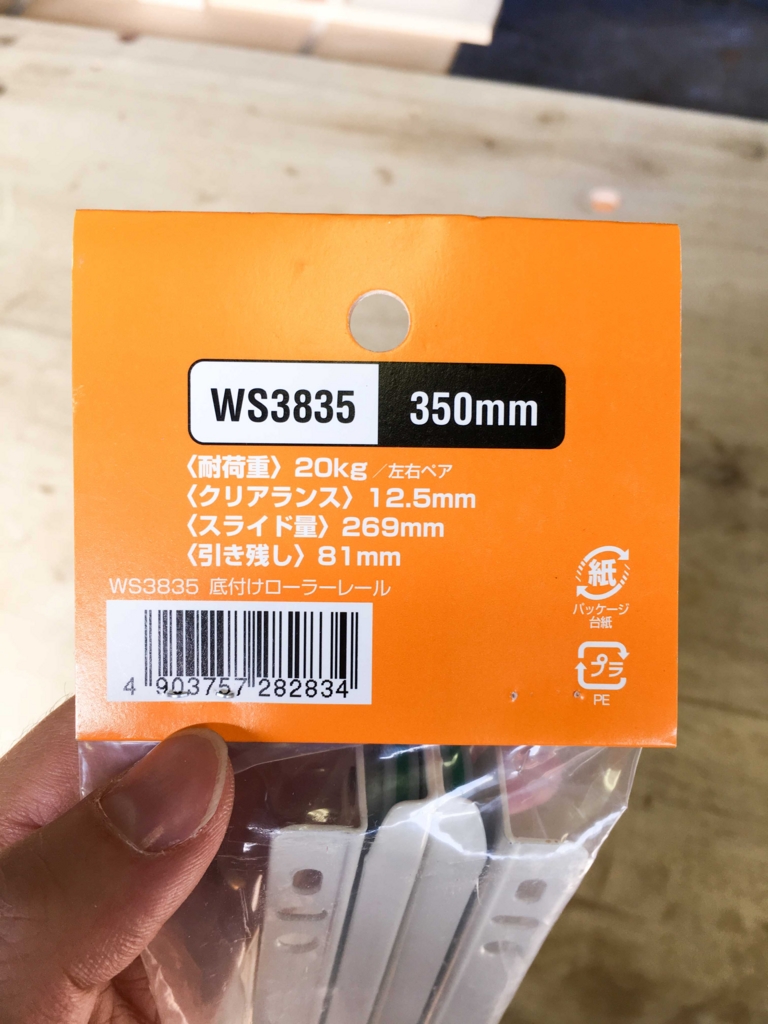 WS3835 350mm
〈耐荷重〉20kg／左右ペア
〈クリアランス〉12.5mm
〈スライド量〉269mm
〈引き残し〉81mm
WS3835 底付けローラーレール
4 903757 282834
紙
パッケージ
台紙
プラ
PE